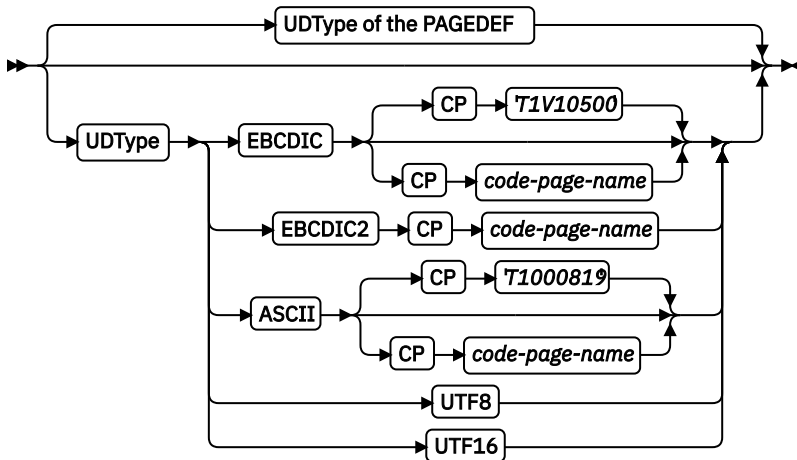 UDType of the PAGEDEF
CP 'T1V10500'
UDType EBCDIC
CP code-page-name
EBCDIC2 CP code-page-name
CP 'T1000819'
ASCII
CP code-page-name
UTF8
UTF16